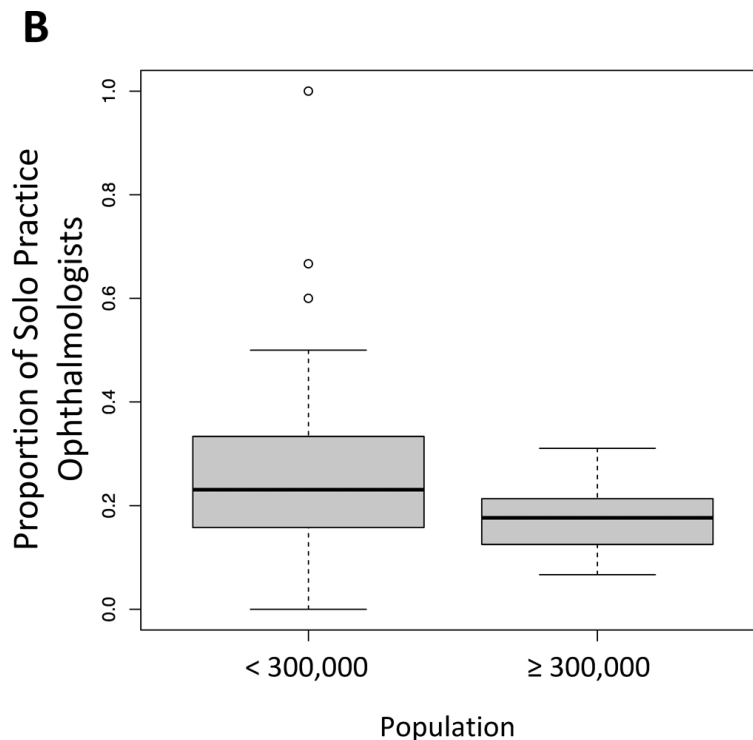 B
Proportion of Solo Practice
Ophthalmologists
1.0
0.8
0.6
0.4
0.2
0.0
< 300,000
≥ 300,000
Population